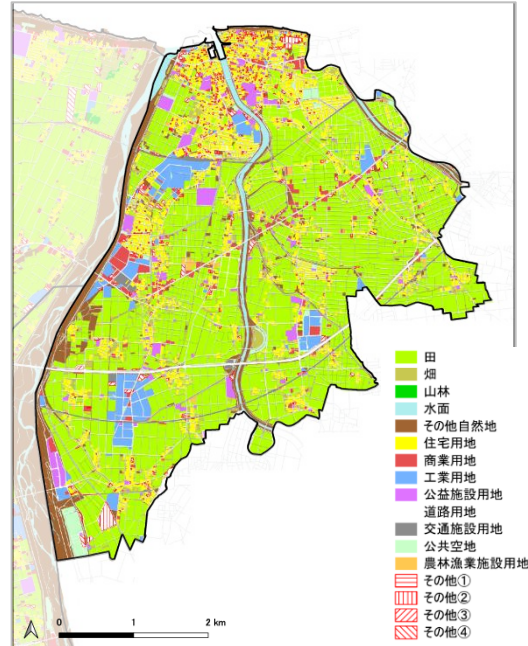 田
畑
山林
水面
その他自然地
住宅用地
商業用地
工業用地
公益施設用地
道路用地
交通施設用地
公共空地
農林漁業施設用地
その他①
その他②
その他③
その他④
0 1 2 km